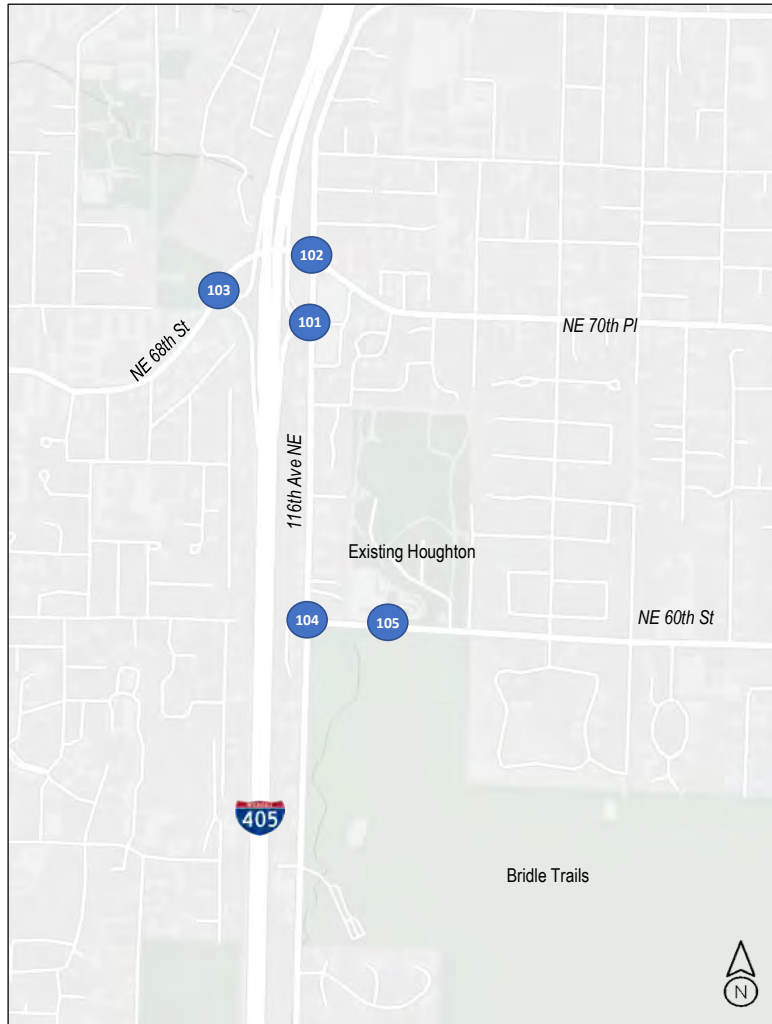 102
103
101
NE 70th Pl
NE 68th St
116th Ave NE
Existing Houghton
104
105
NE 60th St
INTERSTATE
405
Bridle Trails
N